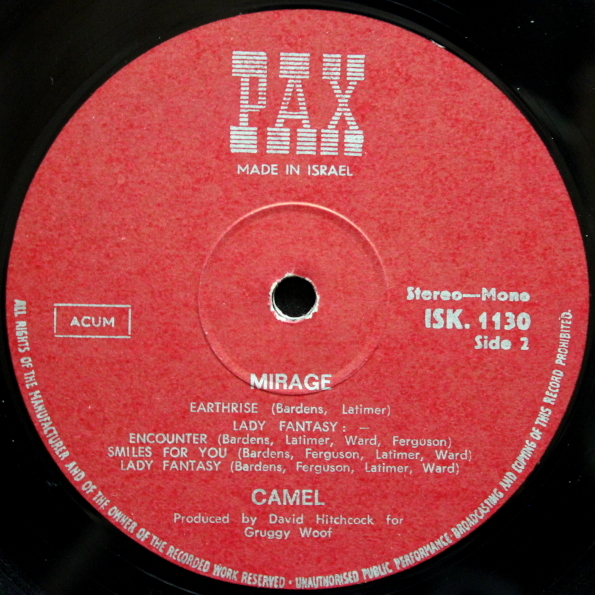 PAX
MADE IN ISRAEL
Stereo—Mono
ACUM
ISK. 1130
Side 2
MIRAGE
EARTHRISE (Bardens, Latimer)
LADY FANTASY : —
ENCOUNTER (Bardens, Latimer, Ward, Ferguson)
SMILES FOR YOU (Bardens, Ferguson, Latimer, Ward)
LADY FANTASY (Bardens, Ferguson, Latimer, Ward)
CAMEL
Produced by David Hitchcock for
Gruggy Woof
ALL RIGHTS OF THE MANUFACTURER AND OF THE OWNER OF THE RECORDED WORK RESERVED · UNAUTHORISED PUBLIC PERFORMANCE · BROADCASTING AND COPYING OF THIS RECORD PROHIBITED.